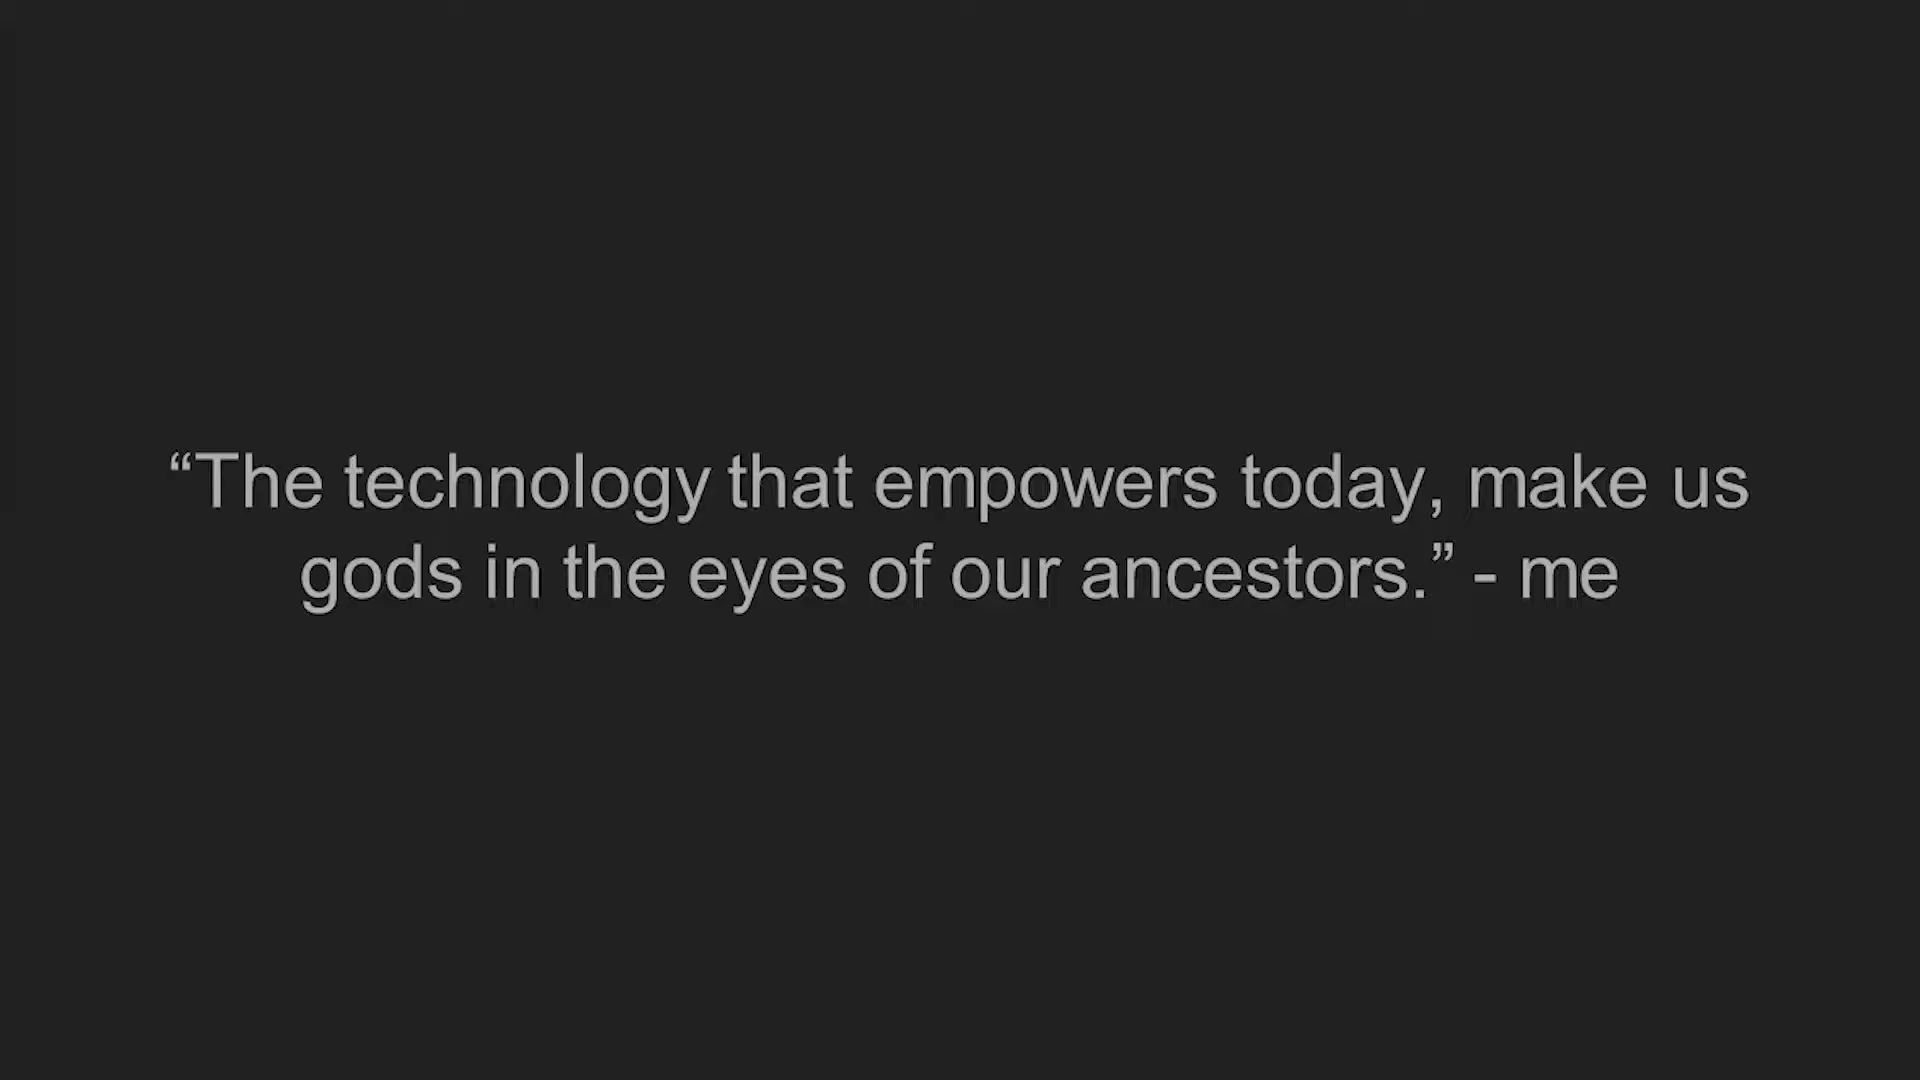 “The technology that empowers today, make us
gods in the eyes of our ancestors.” - me